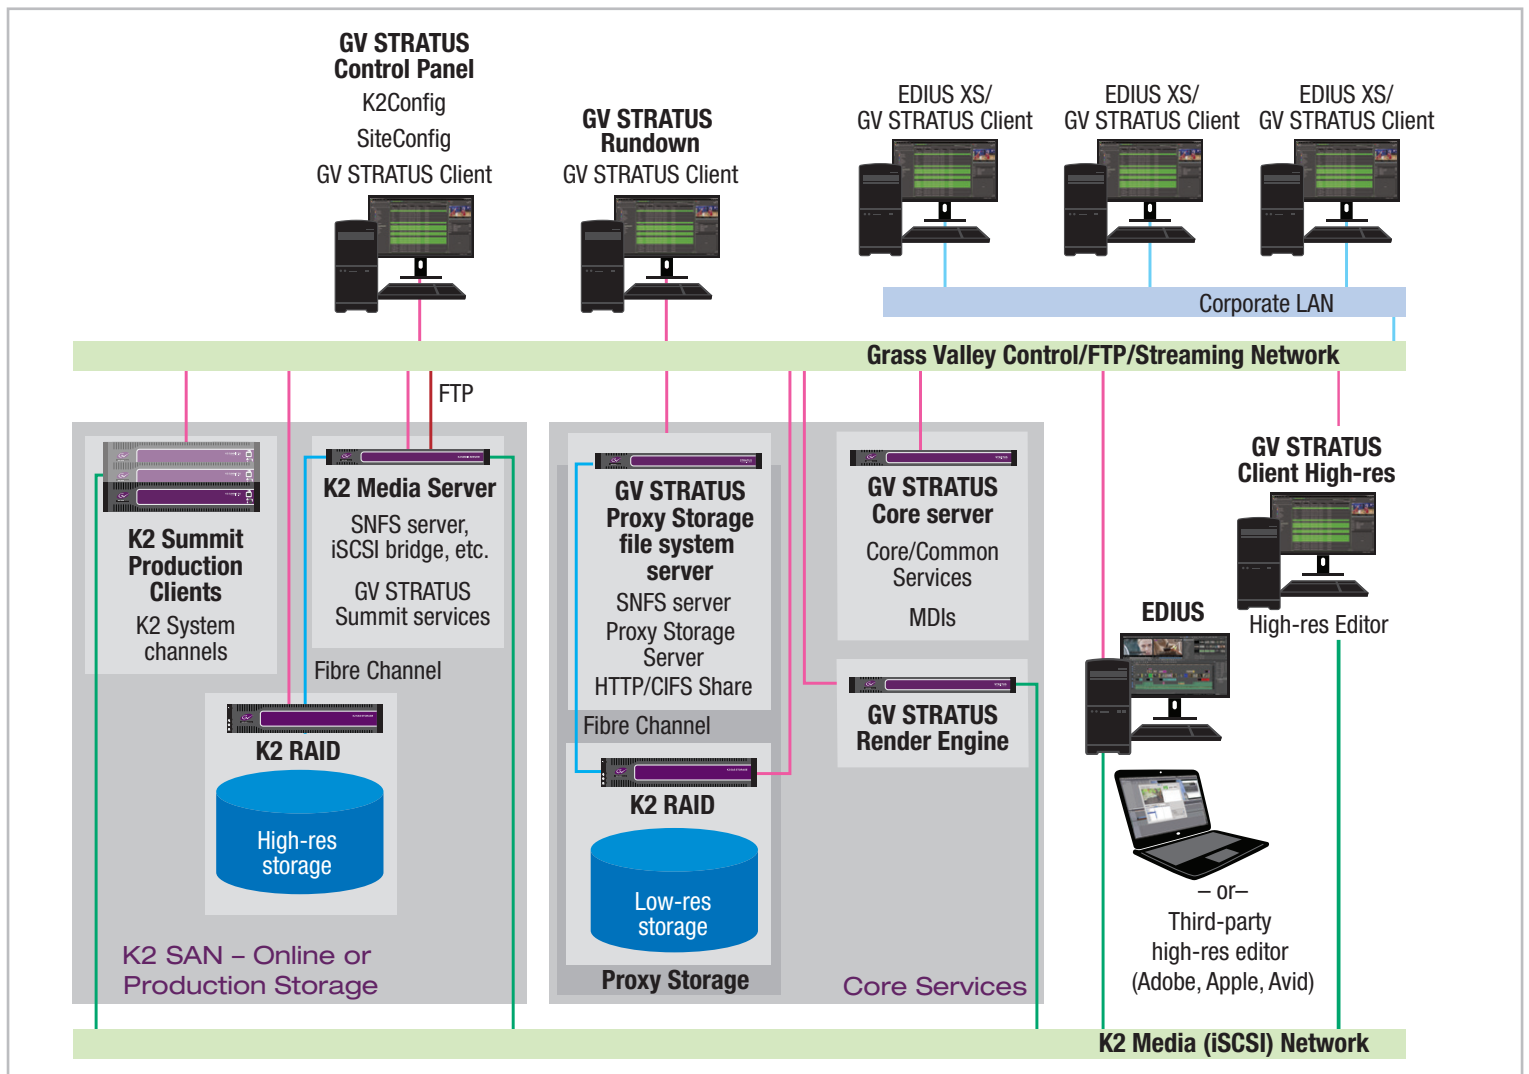 GV STRATUS
Control Panel
K2Config
SiteConfig
GV STRATUS Client
GV STRATUS
Rundown
GV STRATUS Client
EDIUS XS/
GV STRATUS Client
EDIUS XS/
GV STRATUS Client
EDIUS XS/
GV STRATUS Client
Corporate LAN
Grass Valley Control/FTP/Streaming Network
FTP
K2 Summit
Production
Clients
K2 System
channels
K2 Media Server
SNFS server,
iSCSI bridge, etc.
GV STRATUS
Summit services
Fibre Channel
K2 RAID
High-res
storage
K2 SAN – Online or
Production Storage
GV STRATUS
Proxy Storage
file system
server
SNFS server
Proxy Storage
Server
HTTP/CIFS Share
Fibre Channel
K2 RAID
Low-res
storage
Proxy Storage
GV STRATUS
Core server
Core/Common
Services
MDIs
GV STRATUS
Render Engine
Core Services
EDIUS
– or–
Third-party
high-res editor
(Adobe, Apple, Avid)
GV STRATUS
Client High-res
High-res Editor
K2 Media (iSCSI) Network